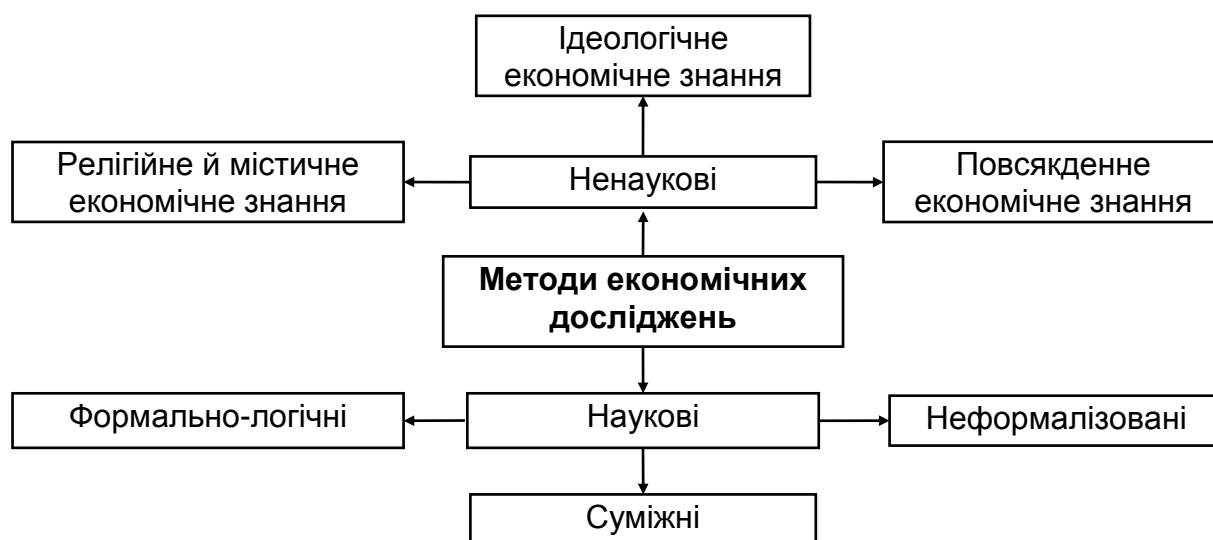 Ідеологічне
економічне знання
Релігійне й містичне
економічне знання
Ненаукові
Повсякденне
економічне знання
Методи економічних
досліджень
Формально-логічні
Наукові
Неформалізовані
Суміжні